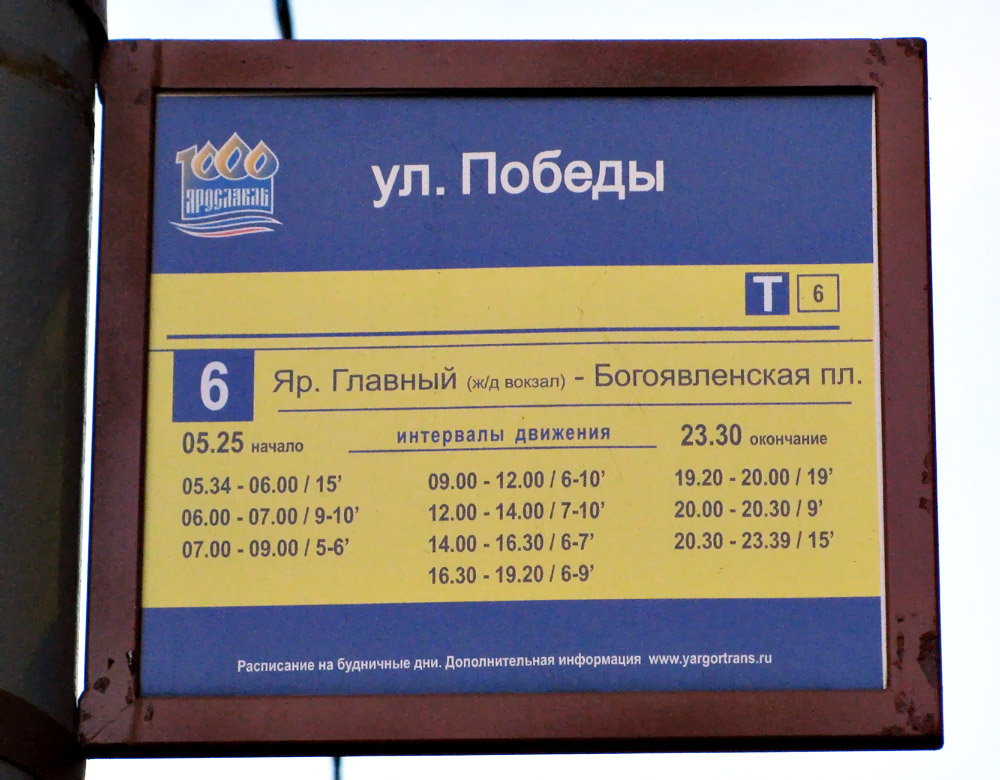 1000
ЯРОСЛАВЛЬ
ул. Победы
Т 6
6 Яр. Главный (ж/д вокзал) - Богоявленская пл.
05.25 начало интервалы движения 23.30 окончание
05.34 - 06.00 / 15’ 09.00 - 12.00 / 6-10’ 19.20 - 20.00 / 19’
06.00 - 07.00 / 9-10’ 12.00 - 14.00 / 7-10’ 20.00 - 20.30 / 9’
07.00 - 09.00 / 5-6’ 14.00 - 16.30 / 6-7’ 20.30 - 23.39 / 15’
16.30 - 19.20 / 6-9’
Расписание на будничные дни. Дополнительная информация www.yargortrans.ru